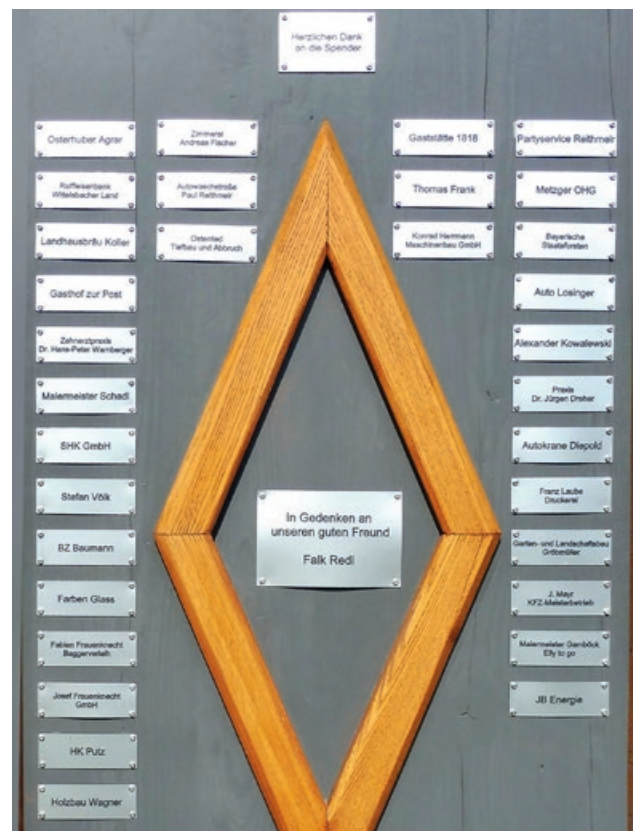 Herzlichen Dank
an die Spender
Osterhuber Agrar
Raiffeisenbank
Wittelsbacher Land
Landhausbräu Koller
Gasthof zur Post
Zahnarztpraxis
Dr. Hans-Peter Wamberger
Malermeister Schadl
SHK GmbH
Stefan Völk
BZ Baumann
Farben Glass
Fabian Frauenknecht
Baggerverleih
Josef Frauenknecht
GmbH
HK Putz
Holzbau Wagner
Zimmerei
Andreas Fischer
Autowaschstraße
Paul Reithmeir
Osterried
Tiefbau und Abbruch
In Gedenken an
unseren guten Freund
Falk Redl
Gaststätte 1818
Thomas Frank
Konrad Herrmann
Maschinenbau GmbH
Partyservice Reithmeir
Metzger OHG
Bayerische
Staatsforsten
Auto Losinger
Alexander Kowalewski
Praxis
Dr. Jürgen Dreher
Autokrane Diepold
Franz Laube
Druckerei
Garten- und Landschaftsbau
Gröbmüller
J. Mayr
KFZ-Meisterbetrieb
Malermeister Gamböck
Elly to go
JB Energie